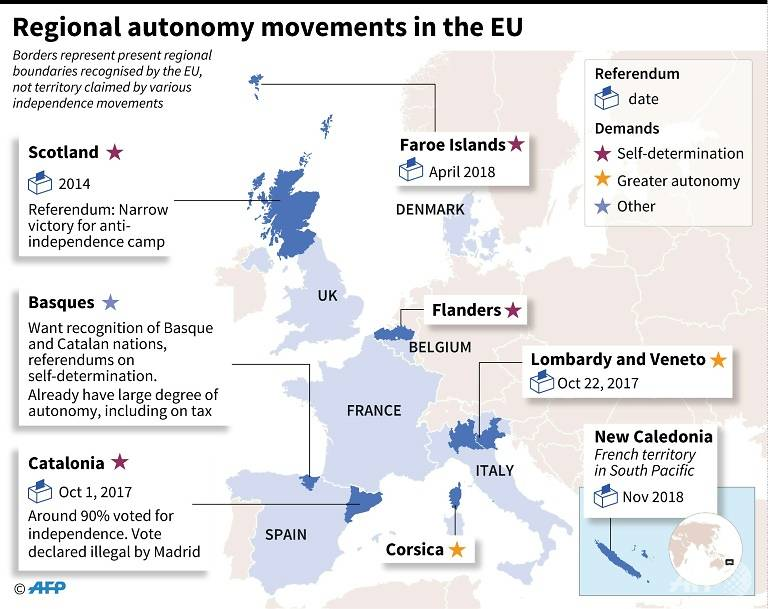 Regional autonomy movements in the EU
Borders represent present regional
boundaries recognised by the EU,
not territory claimed by various
independence movements
Referendum
date
Demands
Self-determination
Greater autonomy
Other
Scotland
2014
Referendum: Narrow
victory for anti-
independence camp
Faroe Islands
April 2018
DENMARK
UK
Basques
Want recognition of Basque
and Catalan nations,
referendums on
self-determination.
Already have large degree of
autonomy, including on tax
Flanders
BELGIUM
Lombardy and Veneto
Oct 22, 2017
FRANCE
New Caledonia
French territory
in South Pacific
Nov 2018
ITALY
Catalonia
Oct 1, 2017
Around 90% voted for
independence. Vote
declared illegal by Madrid
SPAIN
Corsica
© AFP
AFP